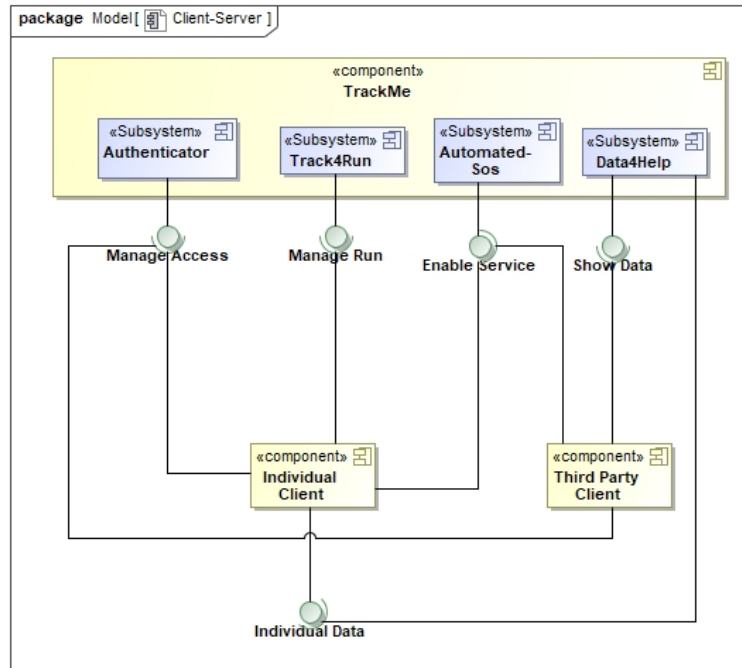 package Model[ Client-Server ]
«component»
TrackMe
«Subsystem»
Authenticator
«Subsystem»
Track4Run
«Subsystem»
Automated-
Sos
«Subsystem»
Data4Help
Manage Access
Manage Run
Enable Service
Show Data
«component»
Individual
Client
«component»
Third Party
Client
Individual Data